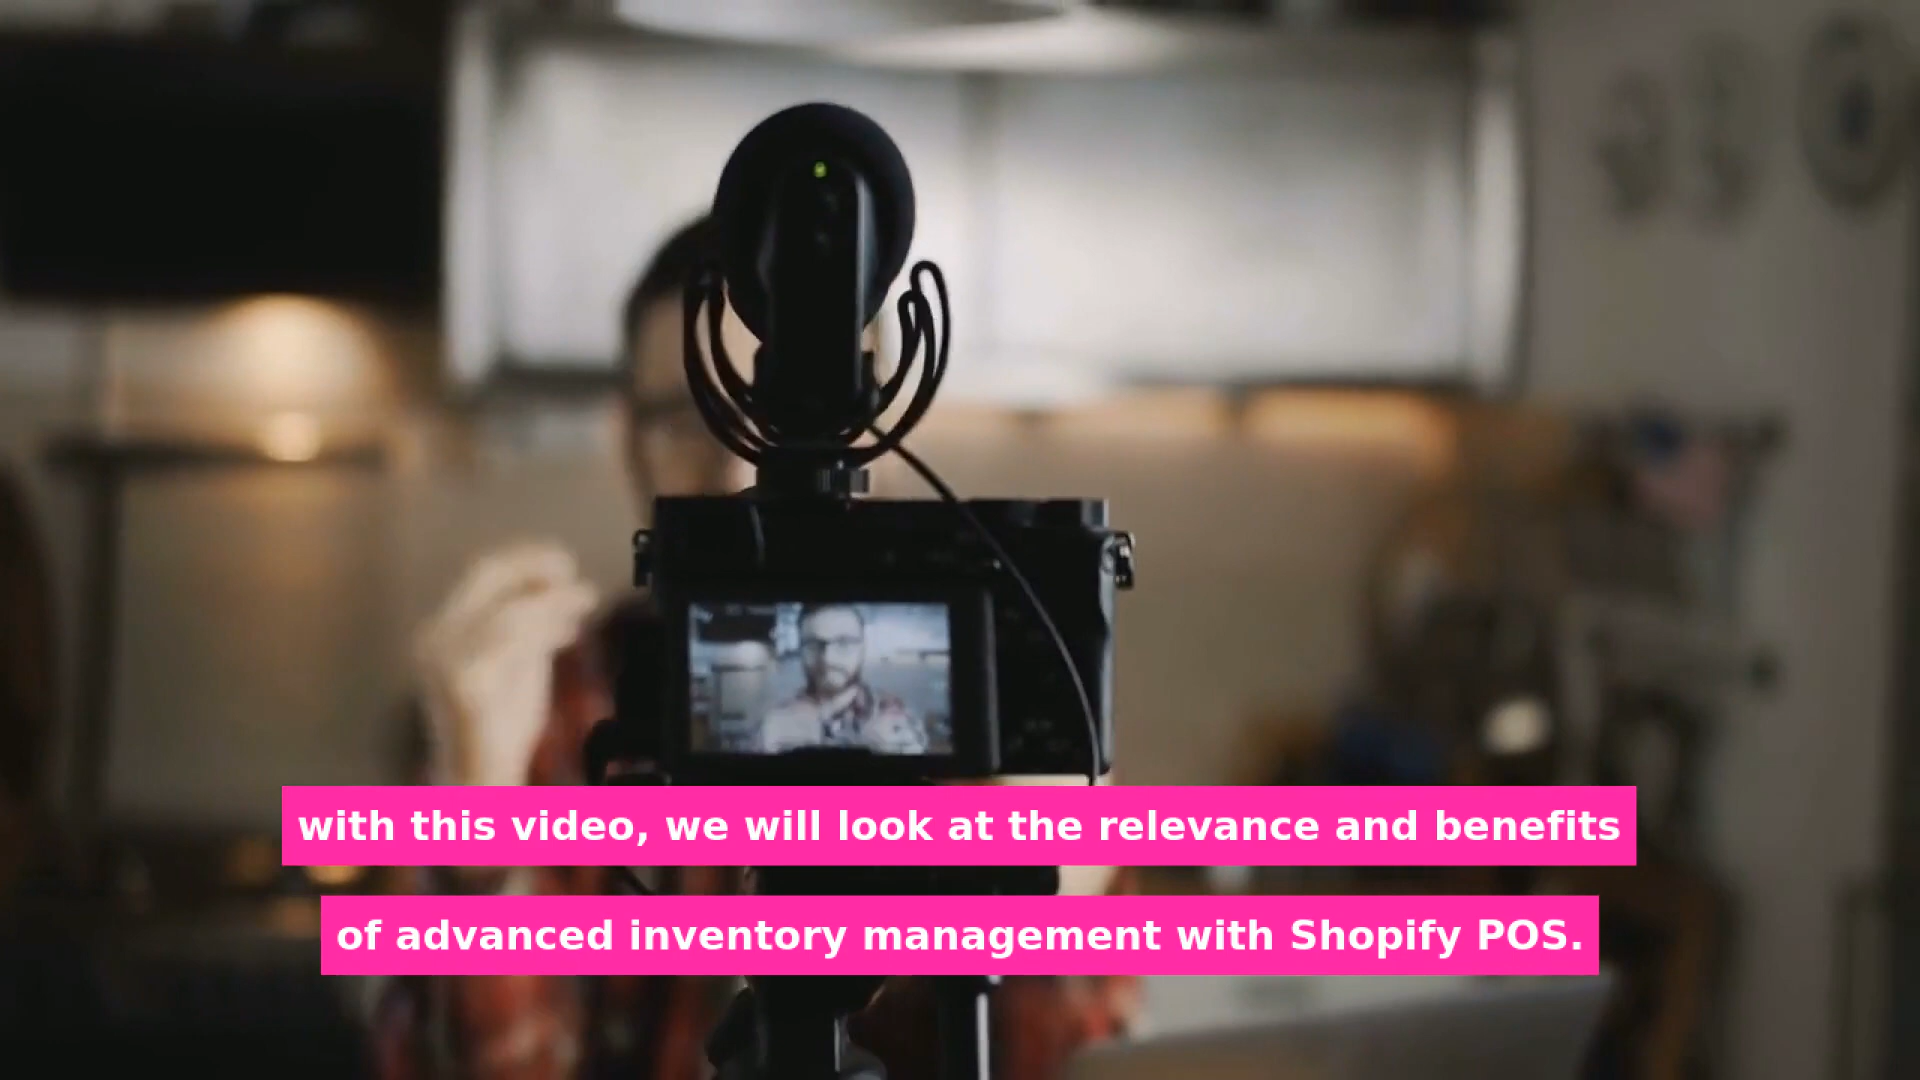 with this video, we will look at the relevance and benefits
of advanced inventory management with Shopify POS.